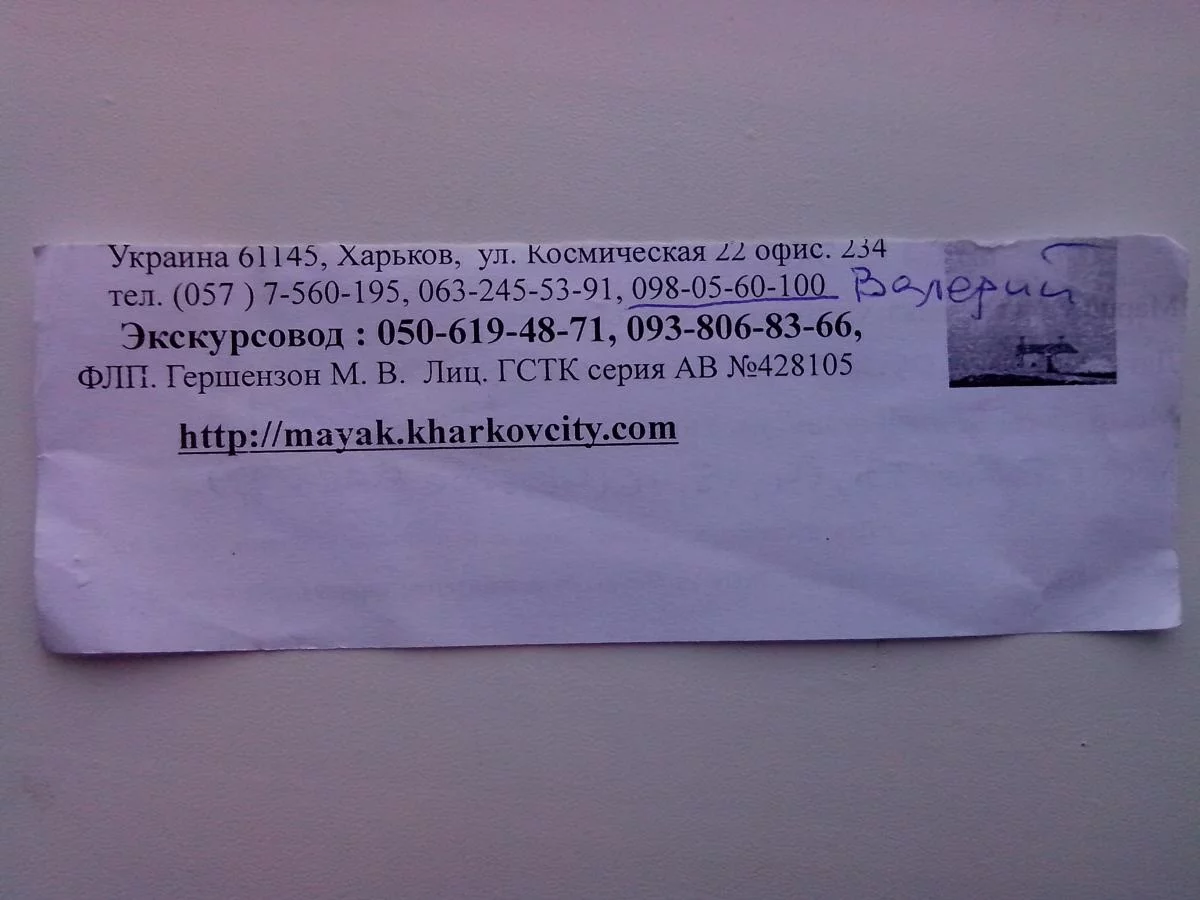 Украина 61145, Харьков, ул. Космическая 22 офис. 234
тел. (057 ) 7-560-195, 063-245-53-91, 098-05-60-100 Валерий
Экскурсовод : 050-619-48-71, 093-806-83-66,
ФЛП. Гершензон М. В. Лиц. ГСТК серия АВ №428105
http://mayak.kharkovcity.com